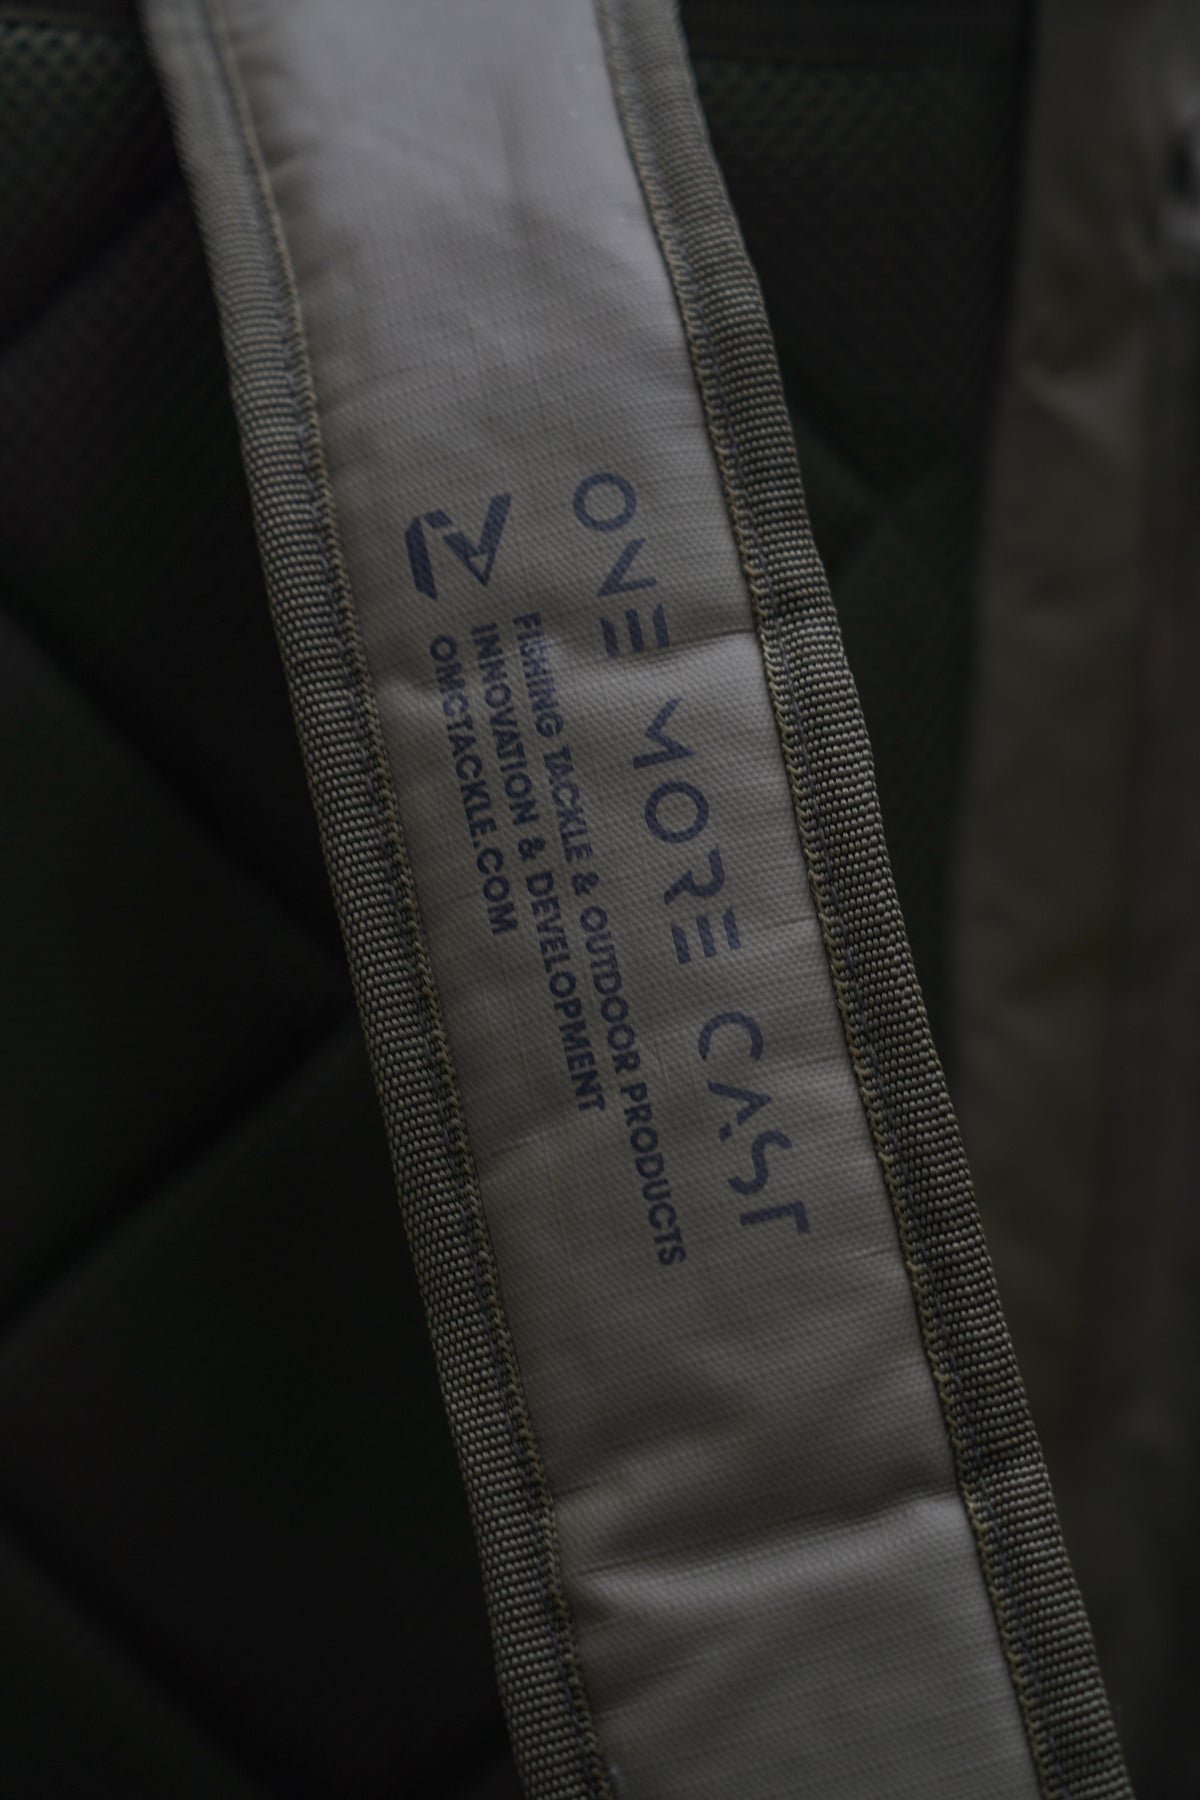 ONE MORE CAST
FISHING TACKLE & OUTDOOR PRODUCTS
INNOVATION & DEVELOPMENT
OMCTACKLE.COM